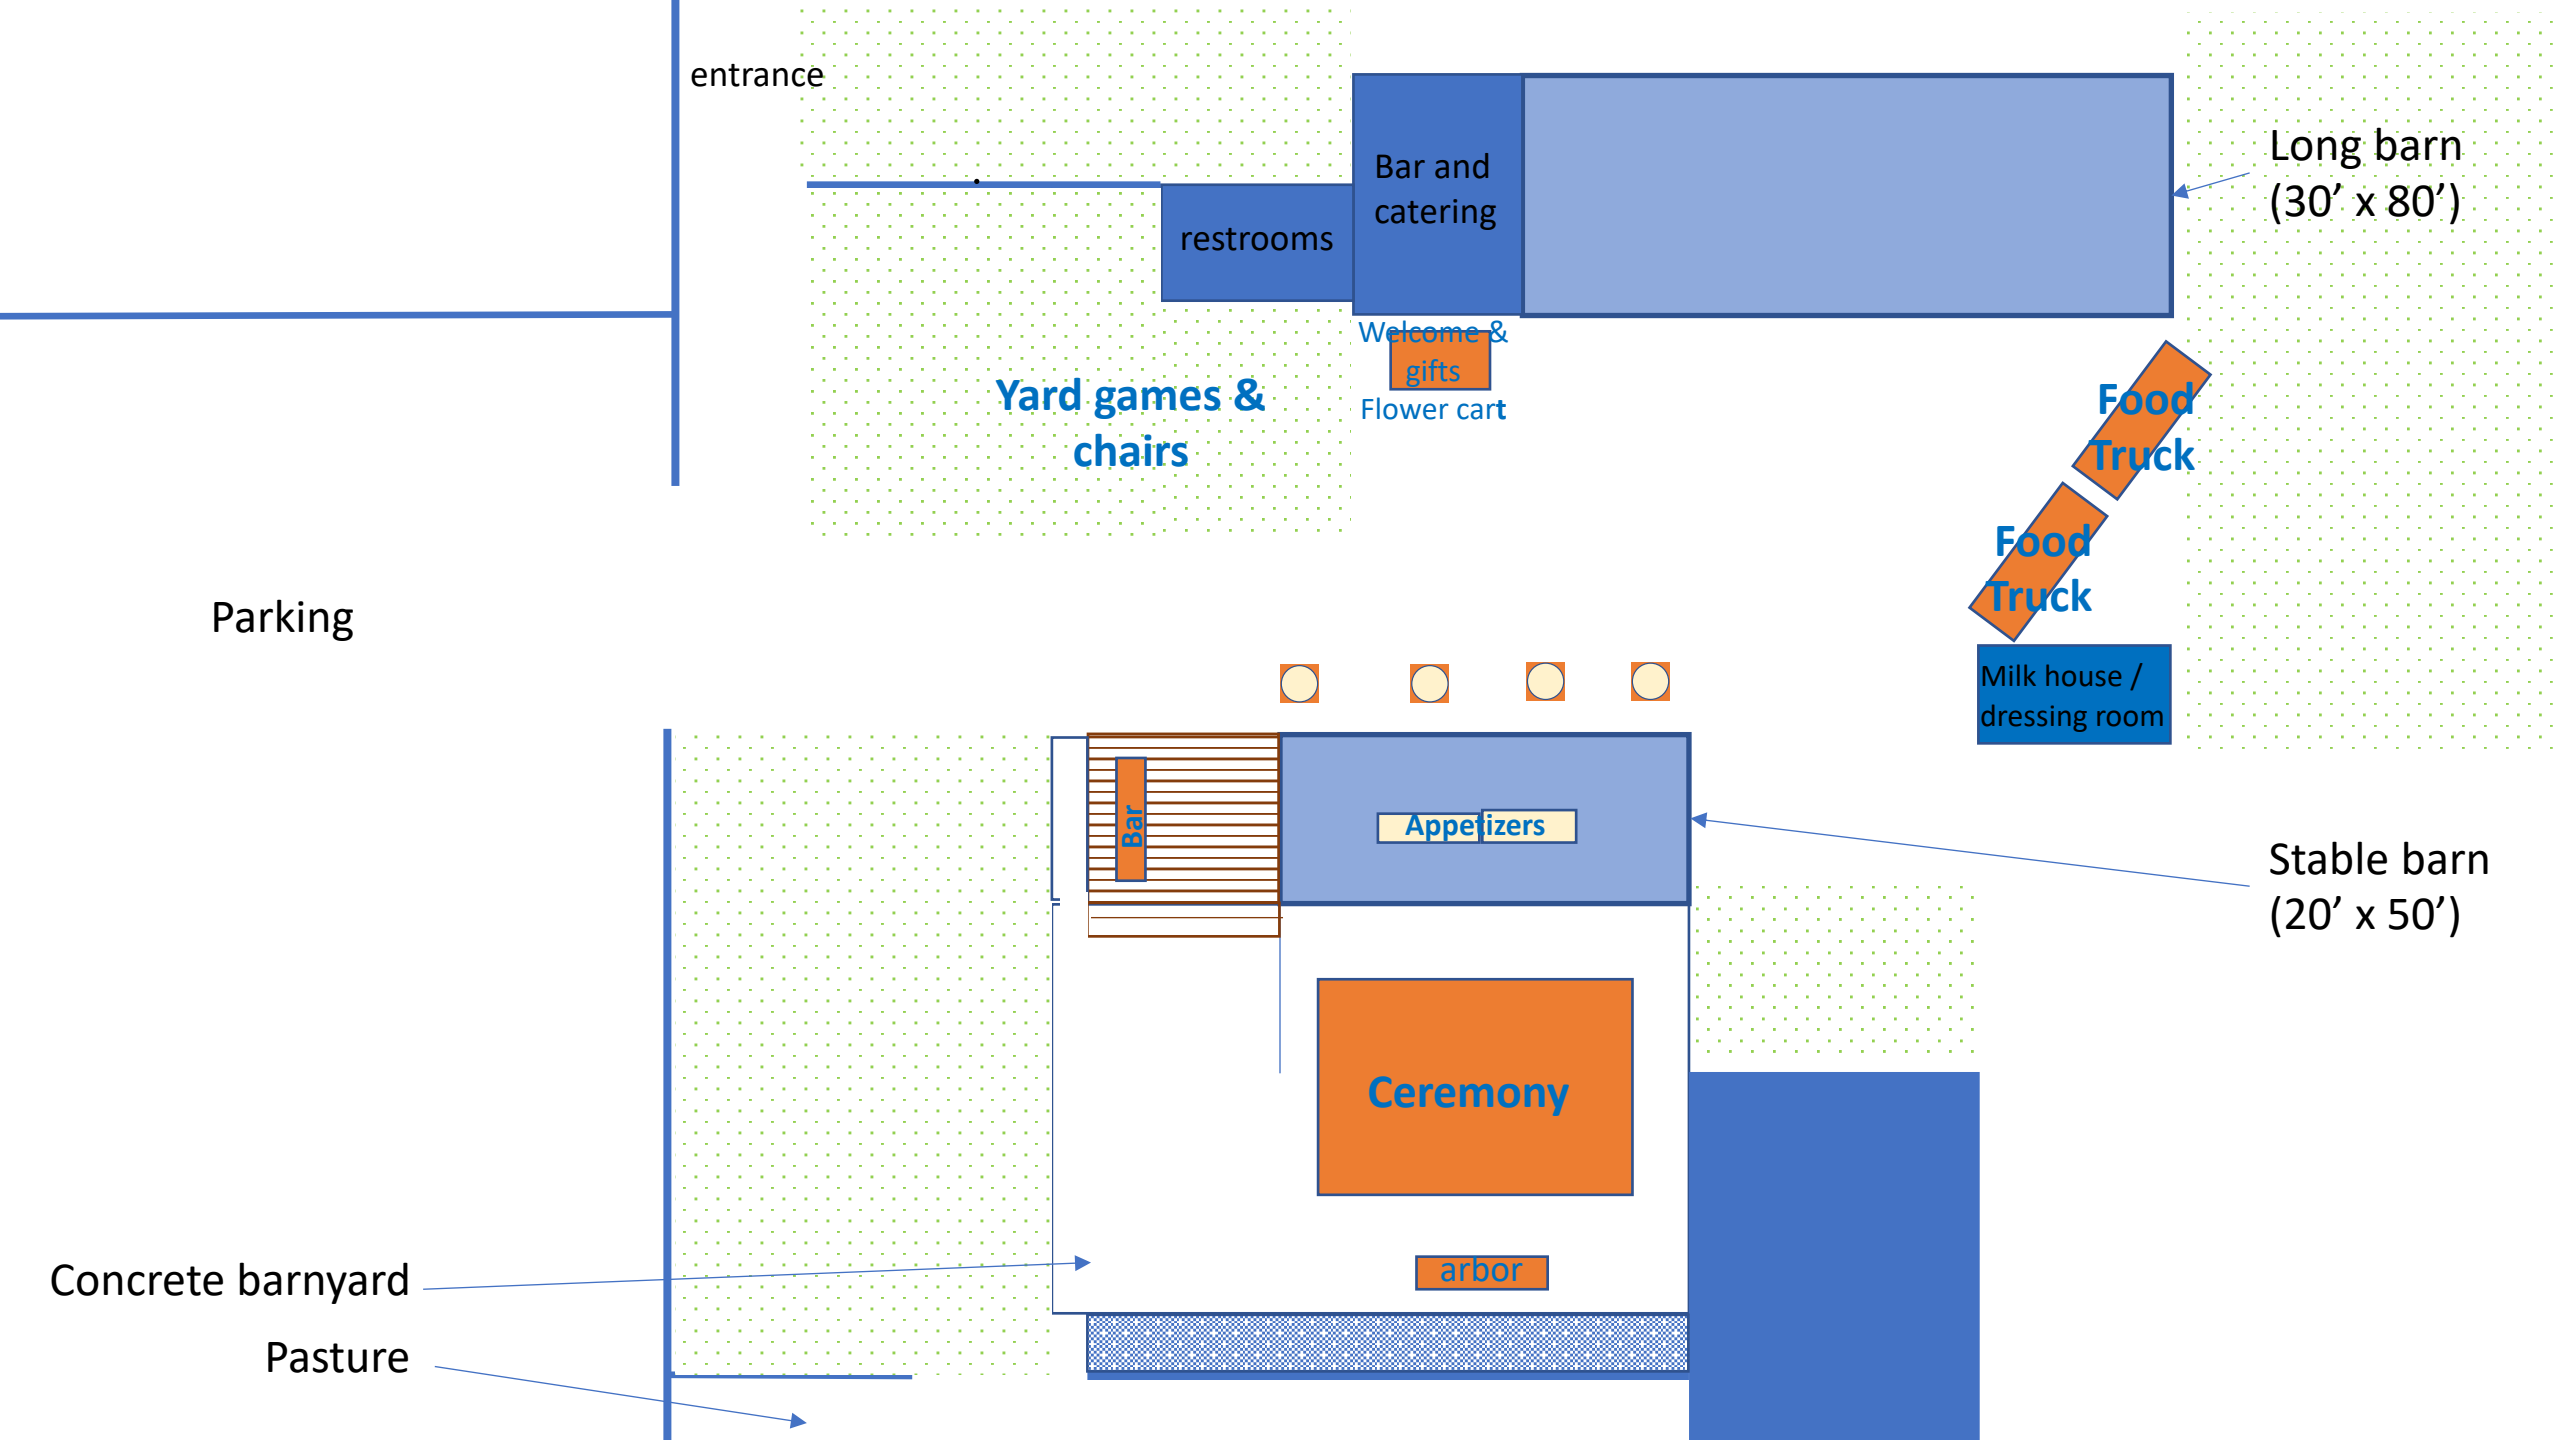 entrance
Long barn
(30’ x 80’)
Bar and
catering
restrooms
Welcome &
gifts
Flower cart
Yard games &
chairs
Food
Truck
Food
Truck
Parking
Milk house /
dressing room
Bar
Appetizers
Stable barn
(20’ x 50’)
Ceremony
arbor
Concrete barnyard
Pasture